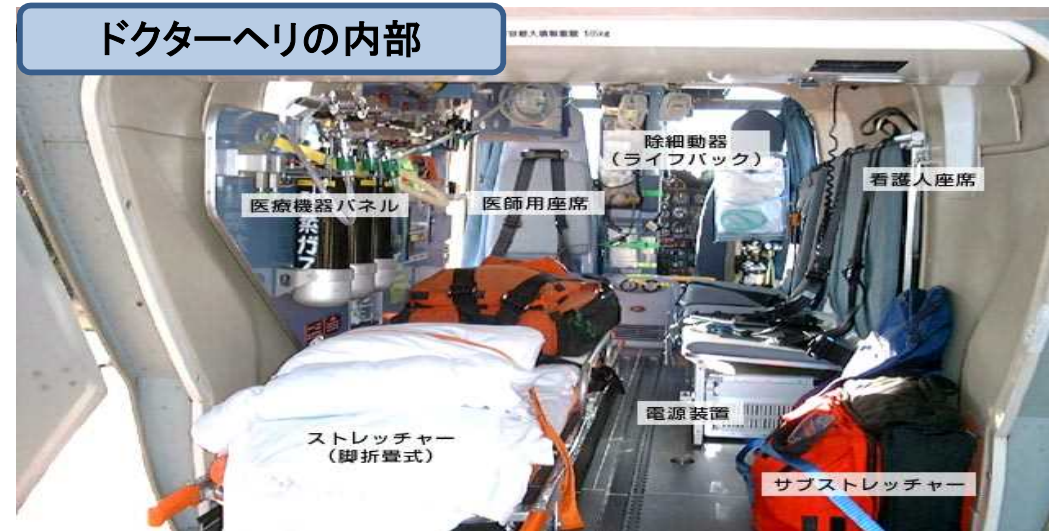 ドクターヘリの内部
除細動器
（ライフパック）
看護人座席
医療機器パネル
医師用座席
素ガス
電源装置
ストレッチャー
（脚折畳式）
サブストレッチャー